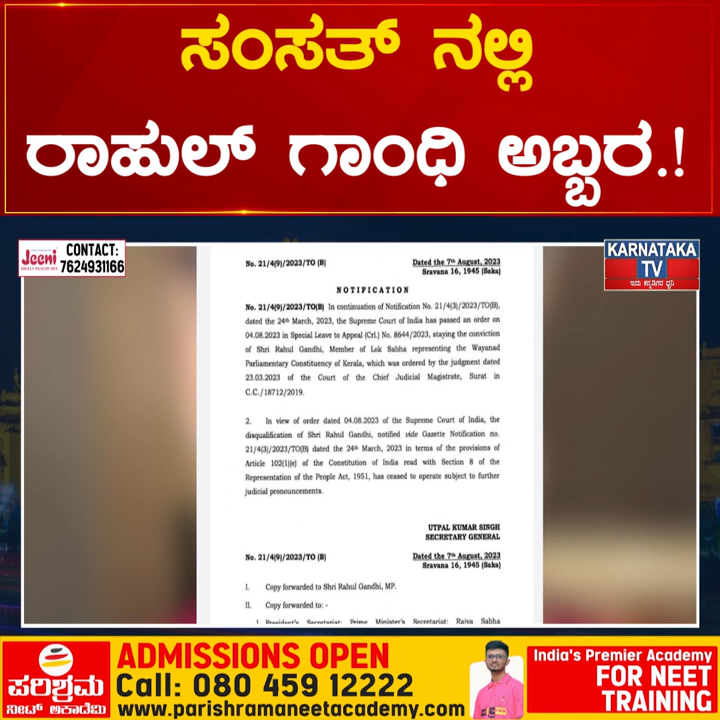 ಸಂಸತ್ ನಲ್ಲಿ
ರಾಹುಲ್ ಗಾಂಧಿ ಅಬ್ಬರ.!
Jeeni
MILLET HEALTH MIX
CONTACT:
7624931166
KARNATAKA
TV
ಇದು ಕನ್ನಡಿಗರ ಧ್ವನಿ
No. 21/4(9)/2023/TO (B) Dated the 7th August, 2023
Sravana 16, 1945 (Saka)
NOTIFICATION
No. 21/4(9)/2023/TO(B) In continuation of Notification No. 21/4(3)/2023/TO(B),
dated the 24th March, 2023, the Supreme Court of India has passed an order on
04.08.2023 in Special Leave to Appeal (Crl.) No. 8644/2023, staying the conviction
of Shri Rahul Gandhi, Member of Lok Sabha representing the Wayanad
Parliamentary Constituency of Kerala, which was ordered by the judgment dated
23.03.2023 of the Court of the Chief Judicial Magistrate, Surat in
C.C./18712/2019.
2. In view of order dated 04.08.2023 of the Supreme Court of India, the
disqualification of Shri Rahul Gandhi, notified vide Gazette Notification no.
21/4(3)/2023/TO(B) dated the 24th March, 2023 in terms of the provisions of
Article 102(1)(e) of the Constitution of India read with Section 8 of the
Representation of the People Act, 1951, has ceased to operate subject to further
judicial pronouncements.
UTPAL KUMAR SINGH
SECRETARY GENERAL
No. 21/4(9)/2023/TO (B) Dated the 7th August, 2023
Sravana 16, 1945 (Saka)
I. Copy forwarded to Shri Rahul Gandhi, MP.
II. Copy forwarded to: -
1 President's Secretariat; Prime Minister's Secretariat; Rajya Sabha
ಪರಿಶ್ರಮ
ನೀಟ್ ಅಕಾಡೆಮಿ
ADMISSIONS OPEN
Call: 080 459 12222
www.parishramaneetacademy.com
India's Premier Academy
FOR NEET
TRAINING